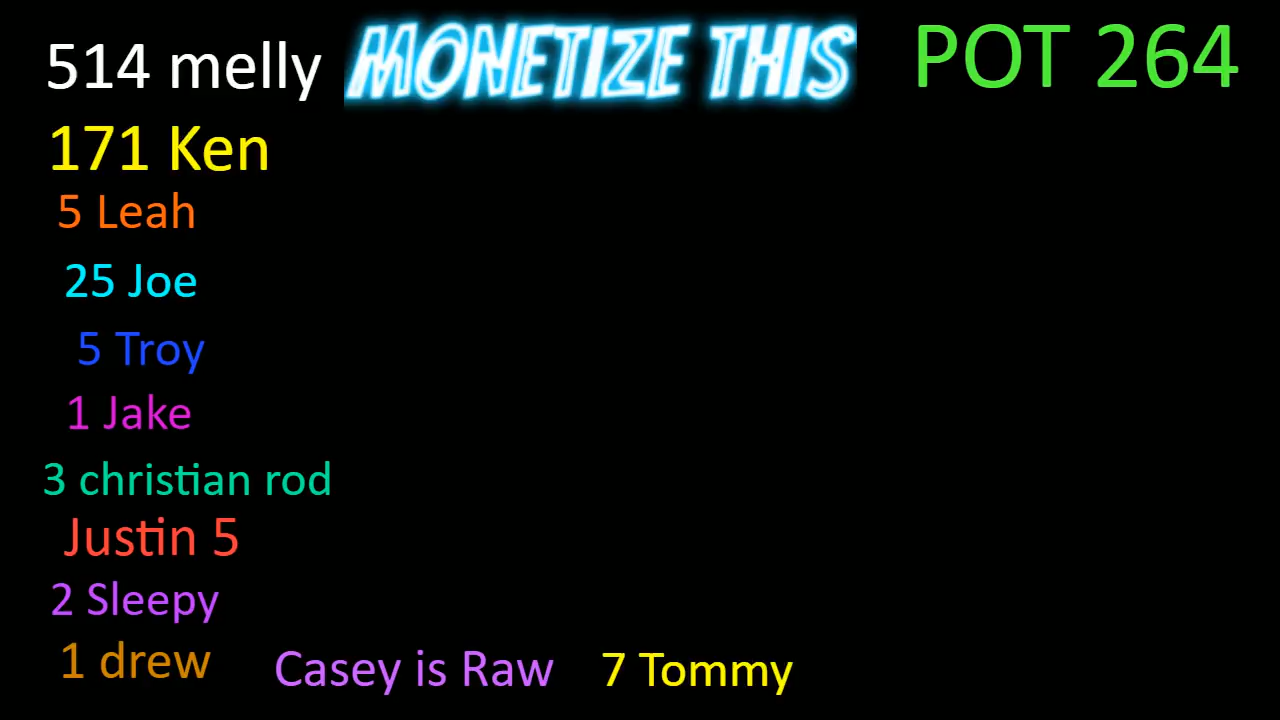 514 melly MONETIZE THIS POT 264
171 Ken
5 Leah
25 Joe
5 Troy
1 Jake
3 christian rod
Justin 5
2 Sleepy
1 drew Casey is Raw 7 Tommy